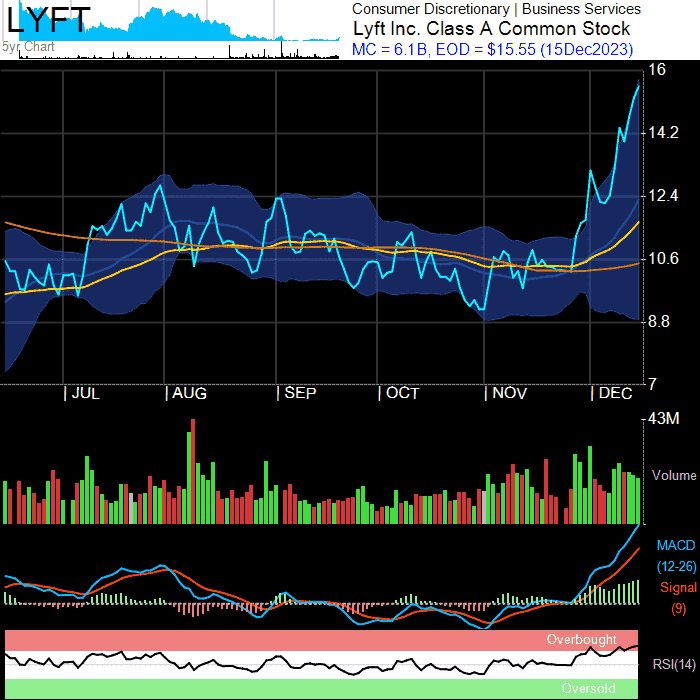 LYFT
5yr Chart
Consumer Discretionary | Business Services
Lyft Inc. Class A Common Stock
MC = 6.1B, EOD = $15.55 (15Dec2023)
16
14.2
12.4
10.6
8.8
7
| JUL | AUG | SEP | OCT | NOV | DEC
43M
Volume
MACD
(12-26)
Signal
(9)
Overbought
RSI(14)
Oversold